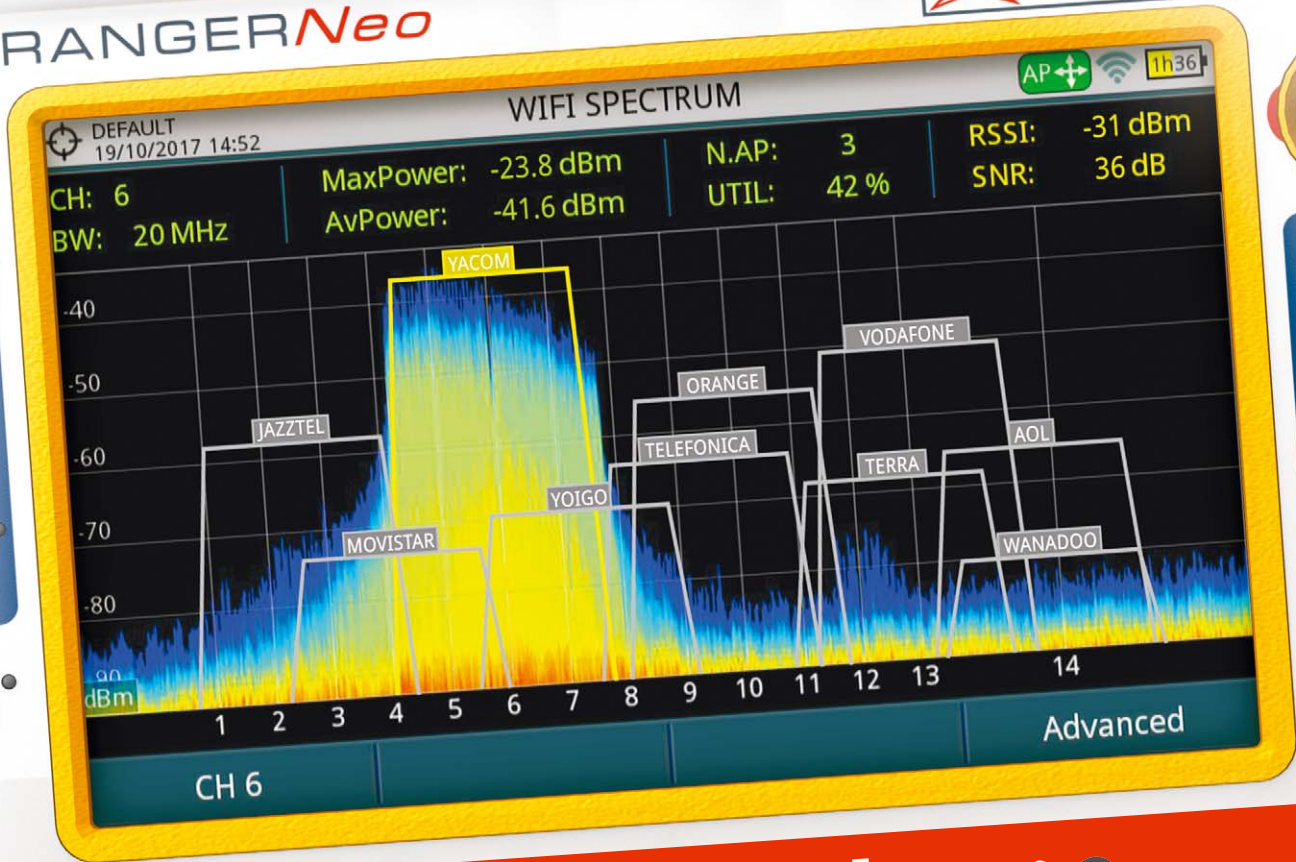 RANGERNeo
DEFAULT
19/10/2017 14:52
WIFI SPECTRUM
AP
1h36
CH: 6
BW: 20 MHz
MaxPower: -23.8 dBm
AvPower: -41.6 dBm
N.AP: 3
UTIL: 42 %
RSSI: -31 dBm
SNR: 36 dB
YACOM
VODAFONE
ORANGE
JAZZTEL
TELEFONICA
AOL
TERRA
YOIGO
MOVISTAR
WANADOO
-40
-50
-60
-70
-80
90
dBm
1 2 3 4 5 6 7 8 9 10 11 12 13 14
CH 6
Advanced